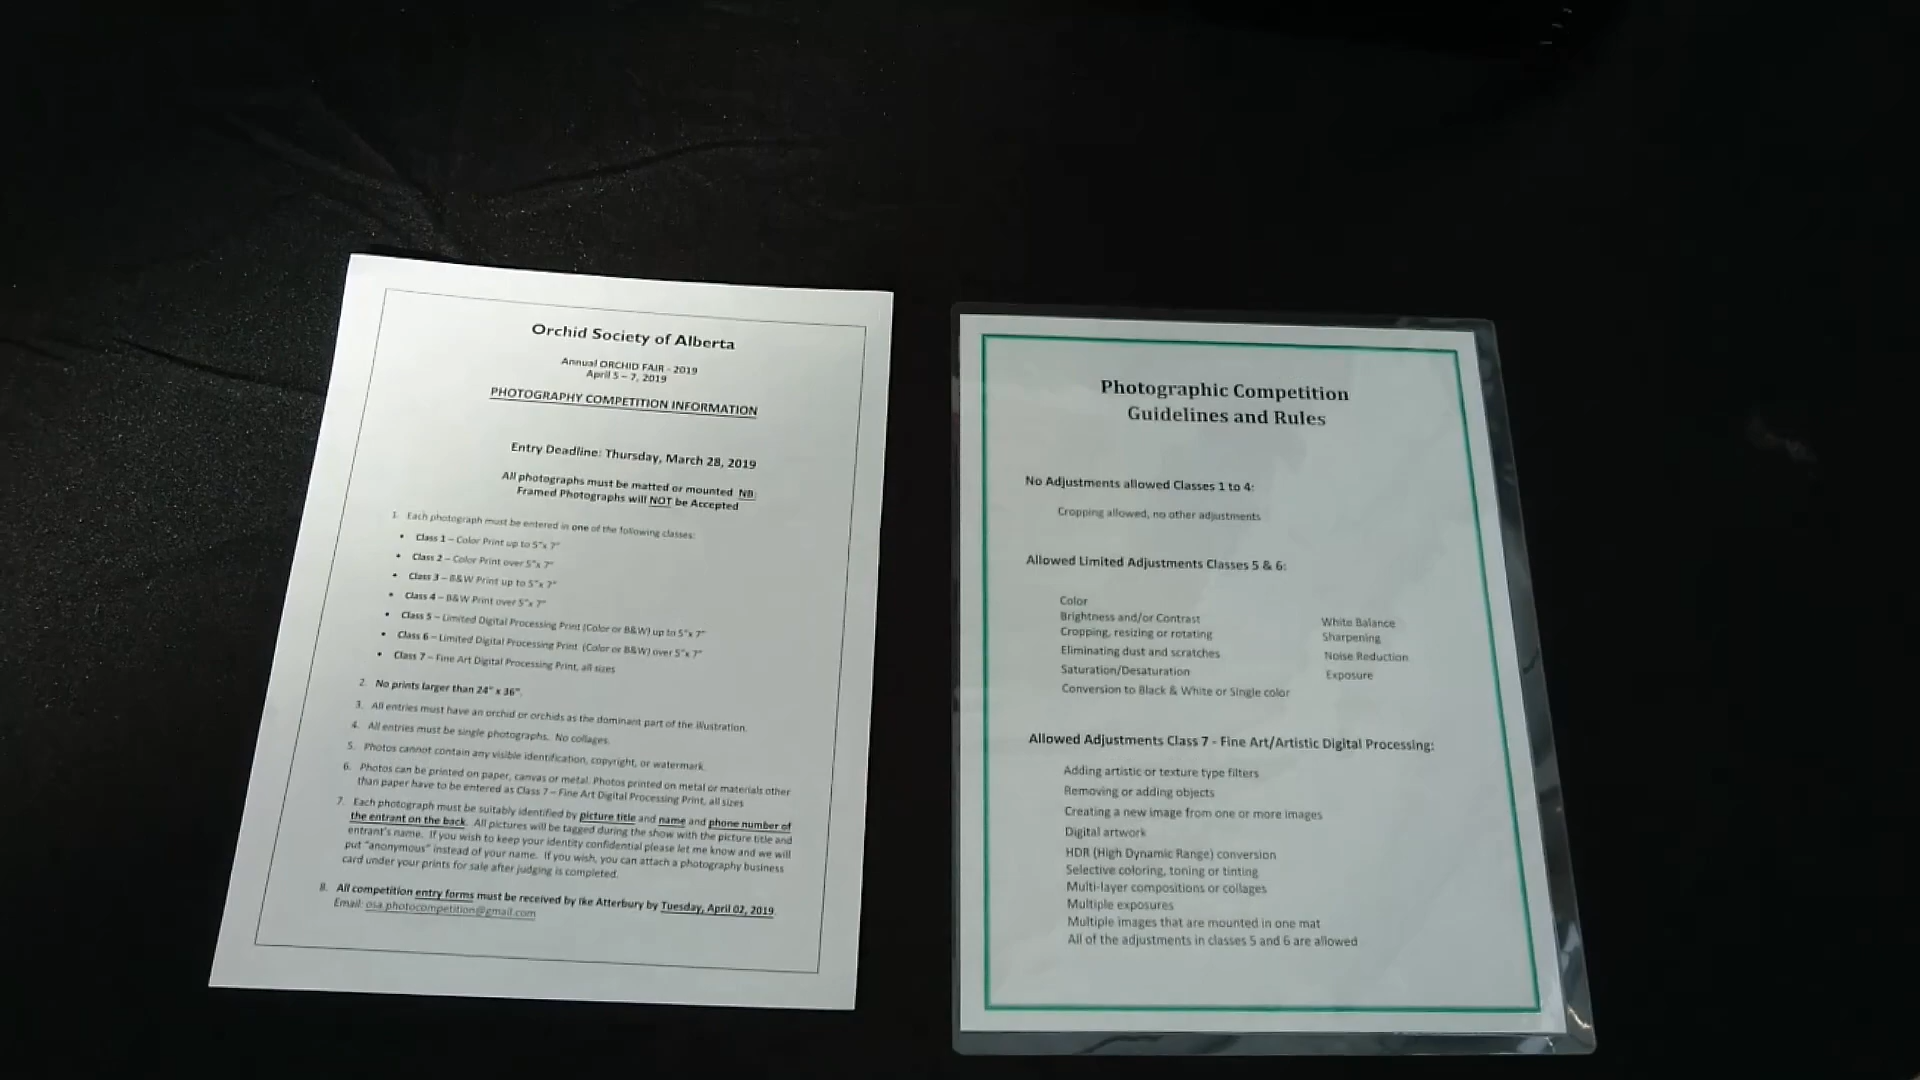 Orchid Society of Alberta
Annual ORCHID FAIR - 2019
April 5 – 7, 2019
PHOTOGRAPHY COMPETITION INFORMATION
Entry Deadline: Thursday, March 28, 2019
All photographs must be matted or mounted NB:
Framed Photographs will NOT be Accepted
1. Each photograph must be entered in one of the following classes:
• Class 1 – Color Print up to 5"x 7"
• Class 2 – Color Print over 5"x 7"
• Class 3 – B&W Print up to 5"x 7"
• Class 4 – B&W Print over 5"x 7"
• Class 5 – Limited Digital Processing Print (Color or B&W) up to 5"x 7"
• Class 6 – Limited Digital Processing Print (Color or B&W) over 5"x 7"
• Class 7 – Fine Art Digital Processing Print, all sizes
2. No prints larger than 24" x 36".
3. All entries must have an orchid or orchids as the dominant part of the illustration.
4. All entries must be single photographs. No collages.
5. Photos cannot contain any visible identification, copyright, or watermark.
6. Photos can be printed on paper, canvas or metal. Photos printed on metal or materials other
than paper have to be entered as Class 7 – Fine Art Digital Processing Print, all sizes
7. Each photograph must be suitably identified by picture title and name and phone number of
the entrant on the back. All pictures will be tagged during the show with the picture title and
entrant's name. If you wish to keep your identity confidential please let me know and we will
put "anonymous" instead of your name. If you wish, you can attach a photography business
card under your prints for sale after judging is completed.
8. All competition entry forms must be received by Ike Atterbury by Tuesday, April 02, 2019.
Email: osa.photocompetition@gmail.com
Photographic Competition
Guidelines and Rules
No Adjustments allowed Classes 1 to 4:
Cropping allowed, no other adjustments
Allowed Limited Adjustments Classes 5 & 6:
Color
Brightness and/or Contrast
Cropping, resizing or rotating
Eliminating dust and scratches
Saturation/Desaturation
Conversion to Black & White or Single color
White Balance
Sharpening
Noise Reduction
Exposure
Allowed Adjustments Class 7 - Fine Art/Artistic Digital Processing:
Adding artistic or texture type filters
Removing or adding objects
Creating a new image from one or more images
Digital artwork
HDR (High Dynamic Range) conversion
Selective coloring, toning or tinting
Multi-layer compositions or collages
Multiple exposures
Multiple images that are mounted in one mat
All of the adjustments in classes 5 and 6 are allowed